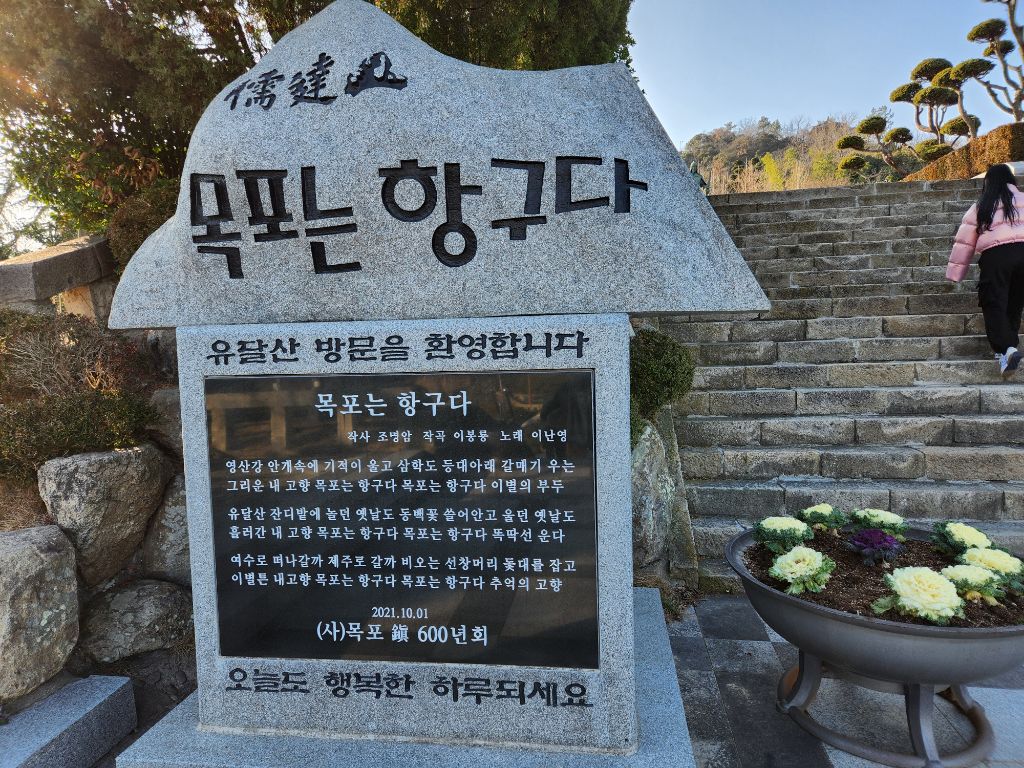 儒達山
목포는 항구다
유달산 방문을 환영합니다
목포는 항구다
작사 조명암 작곡 이봉룡 노래 이난영
영산강 안개속에 기적이 울고 삼학도 등대아래 갈매기 우는
그리운 내 고향 목포는 항구다 목포는 항구다 이별의 부두
유달산 잔디밭에 놀던 옛날도 동백꽃 쓸어안고 울던 옛날도
흘러간 내 고향 목포는 항구다 목포는 항구다 똑딱선 운다
여수로 떠나갈까 제주로 갈까 비오는 선창머리 돛대를 잡고
이별튼 내고향 목포는 항구다 목포는 항구다 추억의 고향
2021.10.01
(사)목포 鎭 600년회
오늘도 행복한 하루되세요